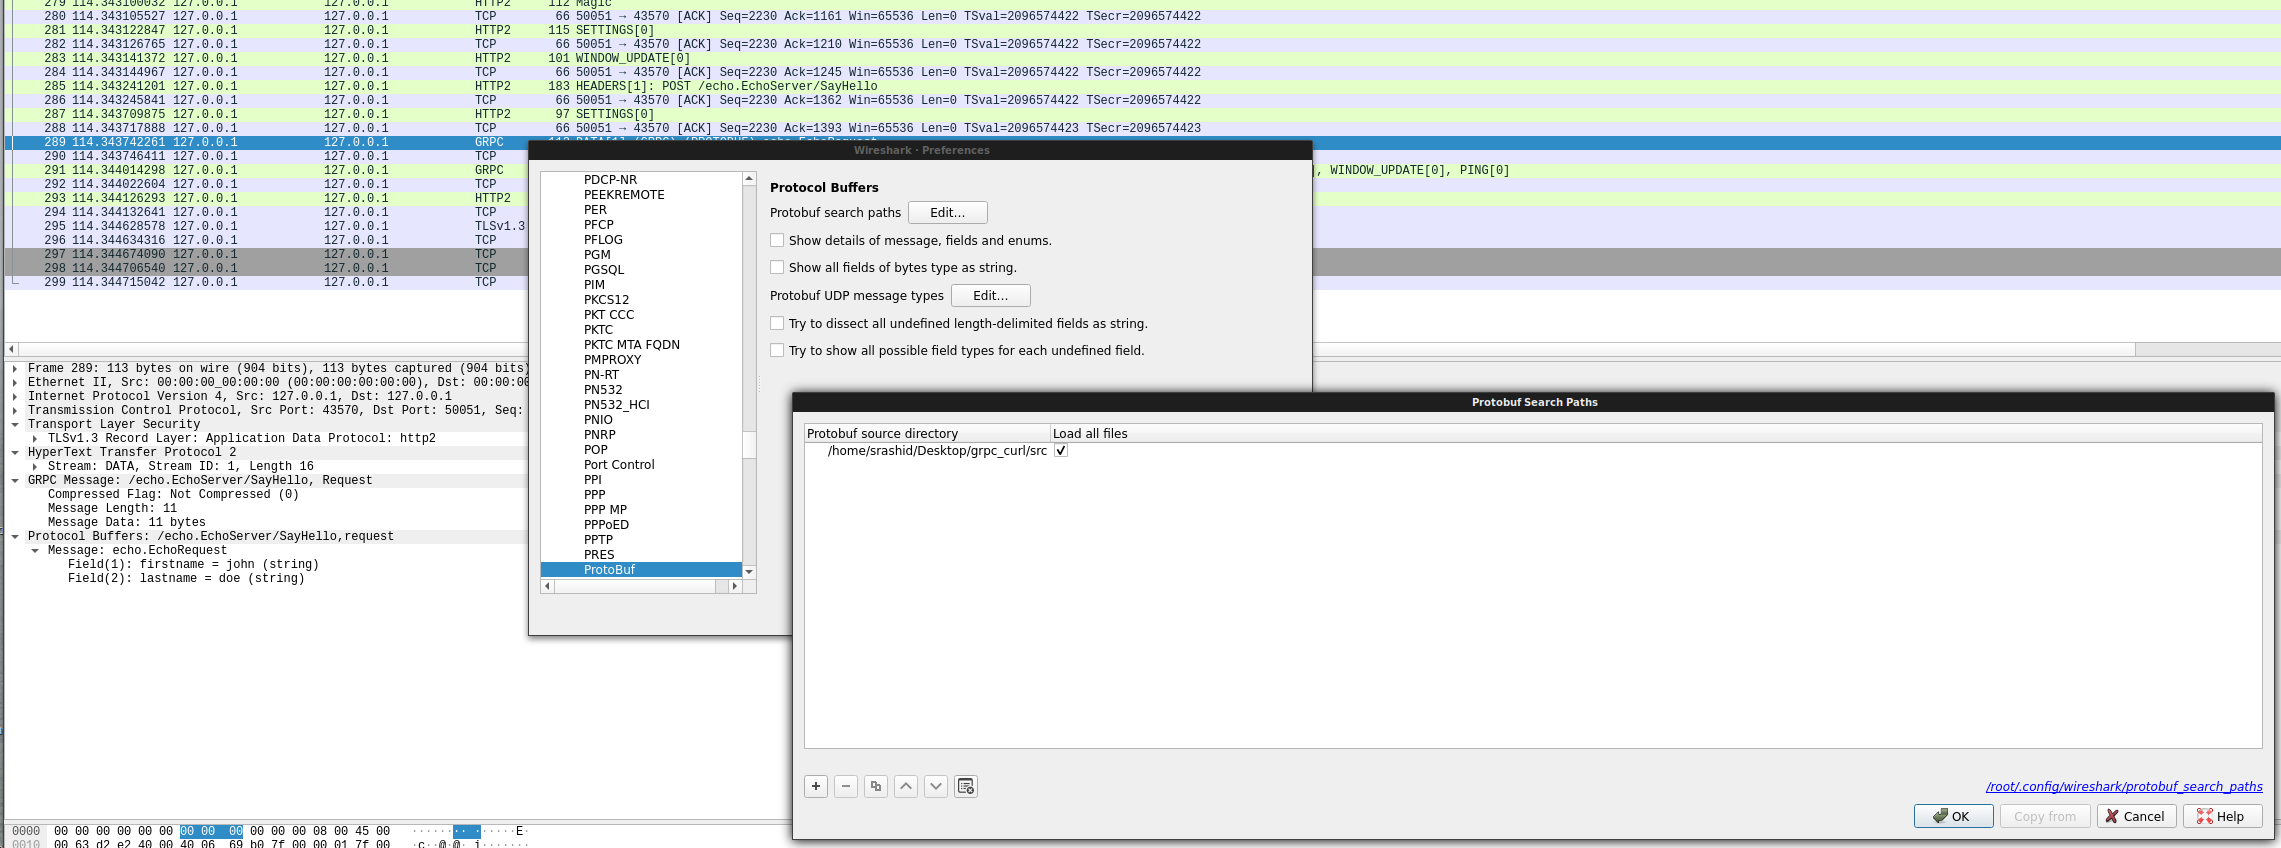 279 114.343100032 127.0.0.1 127.0.0.1 HTTP2 112 Magic
280 114.343105527 127.0.0.1 127.0.0.1 TCP 66 50051 → 43570 [ACK] Seq=2230 Ack=1161 Win=65536 Len=0 TSval=2096574422 TSecr=2096574422
281 114.343122847 127.0.0.1 127.0.0.1 HTTP2 115 SETTINGS[0]
282 114.343126765 127.0.0.1 127.0.0.1 TCP 66 50051 → 43570 [ACK] Seq=2230 Ack=1210 Win=65536 Len=0 TSval=2096574422 TSecr=2096574422
283 114.343141372 127.0.0.1 127.0.0.1 HTTP2 101 WINDOW_UPDATE[0]
284 114.343144967 127.0.0.1 127.0.0.1 TCP 66 50051 → 43570 [ACK] Seq=2230 Ack=1245 Win=65536 Len=0 TSval=2096574422 TSecr=2096574422
285 114.343241201 127.0.0.1 127.0.0.1 HTTP2 183 HEADERS[1]: POST /echo.EchoServer/SayHello
286 114.343245841 127.0.0.1 127.0.0.1 TCP 66 50051 → 43570 [ACK] Seq=2230 Ack=1362 Win=65536 Len=0 TSval=2096574422 TSecr=2096574422
287 114.343709875 127.0.0.1 127.0.0.1 HTTP2 97 SETTINGS[0]
288 114.343717888 127.0.0.1 127.0.0.1 TCP 66 50051 → 43570 [ACK] Seq=2230 Ack=1393 Win=65536 Len=0 TSval=2096574423 TSecr=2096574423
289 114.343742261 127.0.0.1 127.0.0.1 GRPC
290 114.343746411 127.0.0.1 127.0.0.1 TCP
291 114.344014298 127.0.0.1 127.0.0.1 GRPC ], WINDOW_UPDATE[0], PING[0]
292 114.344022604 127.0.0.1 127.0.0.1 TCP
293 114.344126293 127.0.0.1 127.0.0.1 HTTP2
294 114.344132641 127.0.0.1 127.0.0.1 TCP
295 114.344628578 127.0.0.1 127.0.0.1 TLSv1.3
296 114.344634316 127.0.0.1 127.0.0.1 TCP
297 114.344674090 127.0.0.1 127.0.0.1 TCP
298 114.344706540 127.0.0.1 127.0.0.1 TCP
299 114.344715042 127.0.0.1 127.0.0.1 TCP
Frame 289: 113 bytes on wire (904 bits), 113 bytes captured (904 bits)
Ethernet II, Src: 00:00:00_00:00:00 (00:00:00:00:00:00), Dst: 00:00:00
Internet Protocol Version 4, Src: 127.0.0.1, Dst: 127.0.0.1
Transmission Control Protocol, Src Port: 43570, Dst Port: 50051, Seq:
Transport Layer Security
TLSv1.3 Record Layer: Application Data Protocol: http2
HyperText Transfer Protocol 2
Stream: DATA, Stream ID: 1, Length 16
GRPC Message: /echo.EchoServer/SayHello, Request
Compressed Flag: Not Compressed (0)
Message Length: 11
Message Data: 11 bytes
Protocol Buffers: /echo.EchoServer/SayHello,request
Message: echo.EchoRequest
Field(1): firstname = john (string)
Field(2): lastname = doe (string)
0000 00 00 00 00 00 00 00 00 00 00 00 00 08 00 45 00 ············E·
0010 00 63 d2 e2 40 00 40 06 69 b0 7f 00 00 01 7f 00 ·c··@·@·i·······
Wireshark · Preferences
PDCP-NR
PEEKREMOTE
PER
PFCP
PFLOG
PGM
PGSQL
PIM
PKCS12
PKT CCC
PKTC
PKTC MTA FQDN
PMPROXY
PN-RT
PN532
PN532_HCI
PNIO
PNRP
POP
Port Control
PPI
PPP
PPP MP
PPPoED
PPTP
PRES
ProtoBuf
Protocol Buffers
Protobuf search paths Edit…
Show details of message, fields and enums.
Show all fields of bytes type as string.
Protobuf UDP message types Edit…
Try to dissect all undefined length-delimited fields as string.
Try to show all possible field types for each undefined field.
Protobuf Search Paths
Protobuf source directory Load all files
/home/srashid/Desktop/grpc_curl/src
/root/.config/wireshark/protobuf_search_paths
OK Copy from Cancel Help